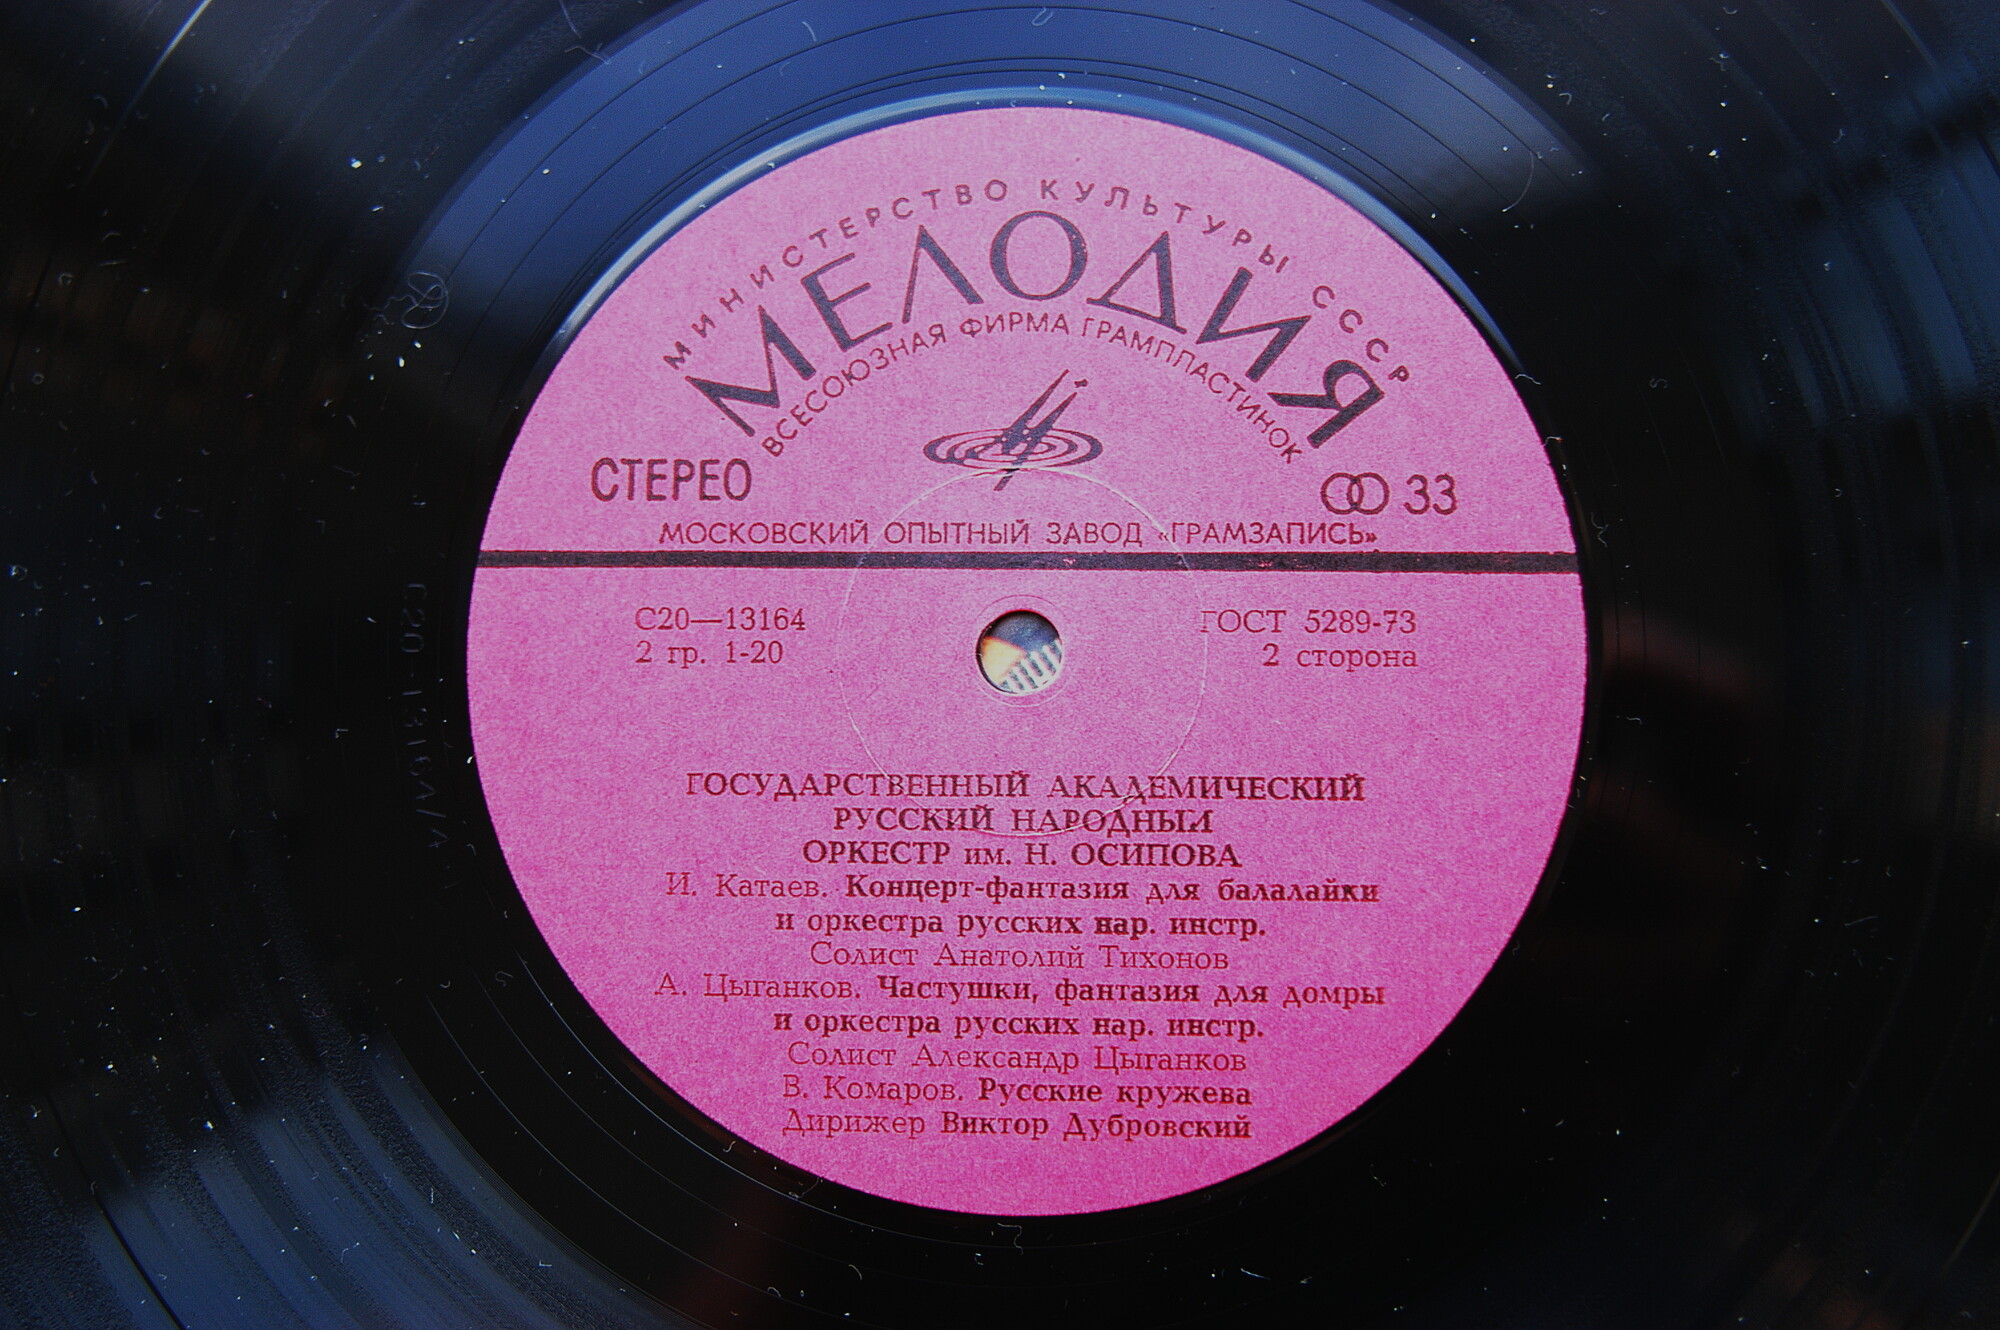 МИНИСТЕРСТВО КУЛЬТУРЫ СССР
МЕЛОДИЯ
ВСЕСОЮЗНАЯ ФИРМА ГРАМПЛАСТИНОК
СТЕРЕО
33
МОСКОВСКИЙ ОПЫТНЫЙ ЗАВОД «ГРАМЗАПИСЬ»
С20—13164
ГОСТ 5289-73
2 гр. 1-20
2 сторона
ГОСУДАРСТВЕННЫЙ АКАДЕМИЧЕСКИЙ
РУССКИЙ НАРОДНЫЙ
ОРКЕСТР им. Н. ОСИПОВА
И. Катаев. Концерт-фантазия для балалайки
и оркестра русских нар. инстр.
Солист Анатолий Тихонов
А. Цыганков. Частушки, фантазия для домры
и оркестра русских нар. инстр.
Солист Александр Цыганков
В. Комаров. Русские кружева
Дирижер Виктор Дубровский